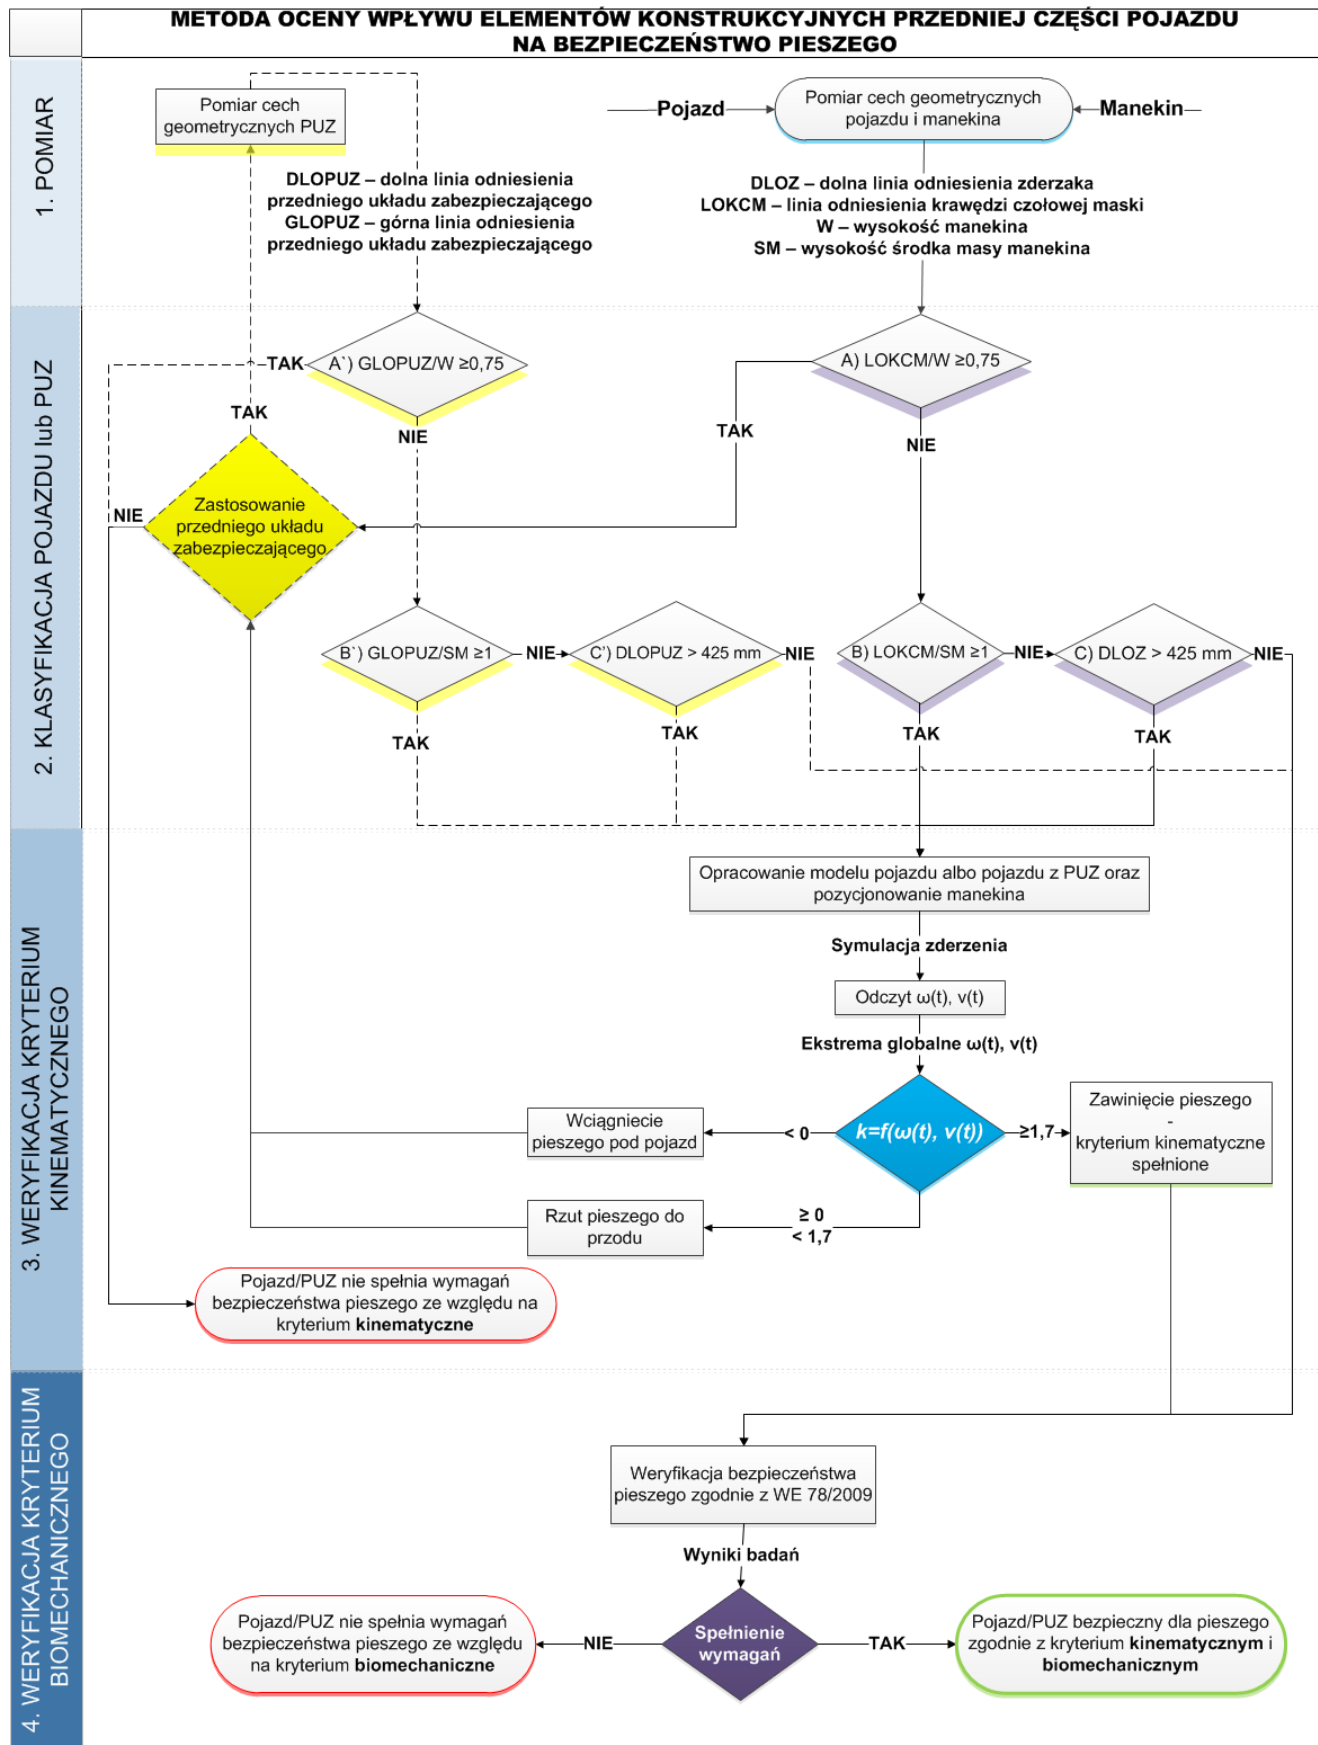 METODA OCENY WPŁYWU ELEMENTÓW KONSTRUKCYJNYCH PRZEDNIEJ CZĘŚCI POJAZDU
NA BEZPIECZEŃSTWO PIESZEGO
1. POMIAR
Pomiar cech
geometrycznych PUZ
Pojazd
Pomiar cech geometrycznych
pojazdu i manekina
Manekin
DLOPUZ – dolna linia odniesienia
przedniego układu zabezpieczającego
GLOPUZ – górna linia odniesienia
przedniego układu zabezpieczającego
DLOZ – dolna linia odniesienia zderzaka
LOKCM – linia odniesienia krawędzi czołowej maski
W – wysokość manekina
SM – wysokość środka masy manekina
2. KLASYFIKACJA POJAZDU lub PUZ
TAK
A`) GLOPUZ/W ≥0,75
A) LOKCM/W ≥0,75
TAK
NIE
TAK
NIE
NIE
Zastosowanie
przedniego układu
zabezpieczającego
B`) GLOPUZ/SM ≥1
NIE
C') DLOPUZ > 425 mm
NIE
B) LOKCM/SM ≥1
NIE
C) DLOZ > 425 mm
NIE
TAK
TAK
TAK
TAK
3. WERYFIKACJA KRYTERIUM
KINEMATYCZNEGO
Opracowanie modelu pojazdu albo pojazdu z PUZ oraz
pozycjonowanie manekina
Symulacja zderzenia
Odczyt ω(t), v(t)
Ekstrema globalne ω(t), v(t)
Wciągniecie
pieszego pod pojazd
< 0
k=f(ω(t), v(t))
≥1,7
Zawinięcie pieszego
-
kryterium kinematyczne
spełnione
Rzut pieszego do
przodu
≥ 0
< 1,7
Pojazd/PUZ nie spełnia wymagań
bezpieczeństwa pieszego ze względu na
kryterium kinematyczne
4. WERYFIKACJA KRYTERIUM
BIOMECHANICZNEGO
Weryfikacja bezpieczeństwa
pieszego zgodnie z WE 78/2009
Wyniki badań
Pojazd/PUZ nie spełnia wymagań
bezpieczeństwa pieszego ze względu
na kryterium biomechaniczne
NIE
Spełnienie
wymagań
TAK
Pojazd/PUZ bezpieczny dla pieszego
zgodnie z kryterium kinematycznym i
biomechanicznym